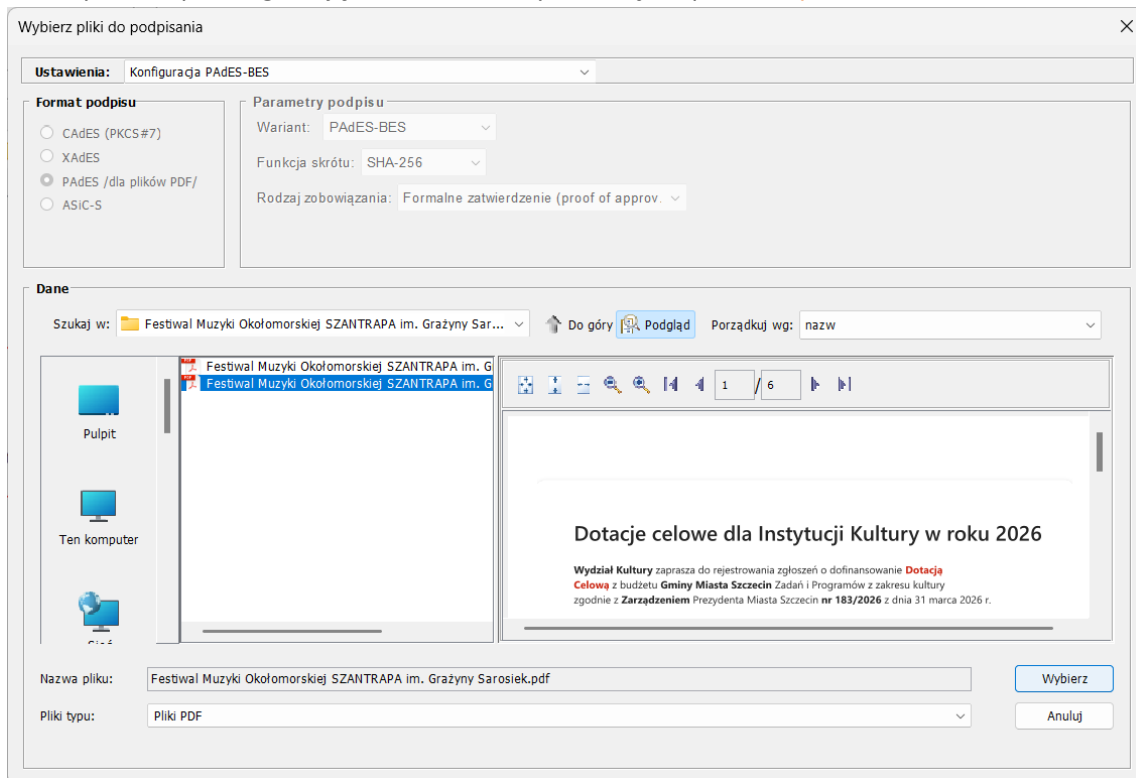 Wybierz pliki do podpisania
Ustawienia: Konfiguracja PAdES-BES
Format podpisu
CAdES (PKCS#7)
XAdES
PAdES /dla plików PDF/
ASiC-S
Parametry podpisu
Wariant: PAdES-BES
Funkcja skrótu: SHA-256
Rodzaj zobowiązania: Formalne zatwierdzenie (proof of approv.
Dane
Szukaj w: Festiwal Muzyki Okołomorskiej SZANTRAPA im. Grażyny Sar... Do góry Podgląd Porządkuj wg: nazw
Pulpit
Ten komputer
Festiwal Muzyki Okołomorskiej SZANTRAPA im. G
Festiwal Muzyki Okołomorskiej SZANTRAPA im. G
1 / 6
Dotacje celowe dla Instytucji Kultury w roku 2026
Wydział Kultury zaprasza do rejestrowania zgłoszeń o dofinansowanie Dotacją
Celową z budżetu Gminy Miasta Szczecin Zadań i Programów z zakresu kultury
zgodnie z Zarządzeniem Prezydenta Miasta Szczecin nr 183/2026 z dnia 31 marca 2026 r.
Nazwa pliku: Festiwal Muzyki Okołomorskiej SZANTRAPA im. Grażyny Sarosiek.pdf
Wybierz
Pliki typu: Pliki PDF
Anuluj